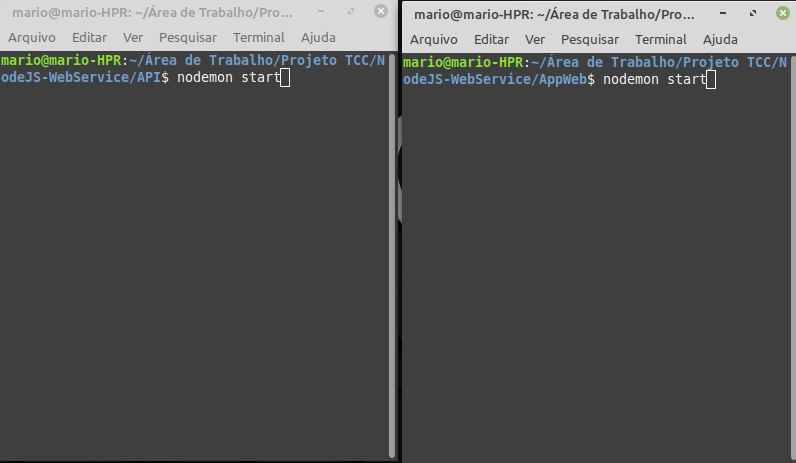 mario@mario-HPR: ~/Área de Trabalho/Pro...
Arquivo Editar Ver Pesquisar Terminal Ajuda
mario@mario-HPR:~/Área de Trabalho/Projeto TCC/N
odeJS-WebService/API$ nodemon start
mario@mario-HPR: ~/Área de Trabalho/Pro...
Arquivo Editar Ver Pesquisar Terminal Ajuda
mario@mario-HPR:~/Área de Trabalho/Projeto TCC/N
odeJS-WebService/AppWeb$ nodemon start